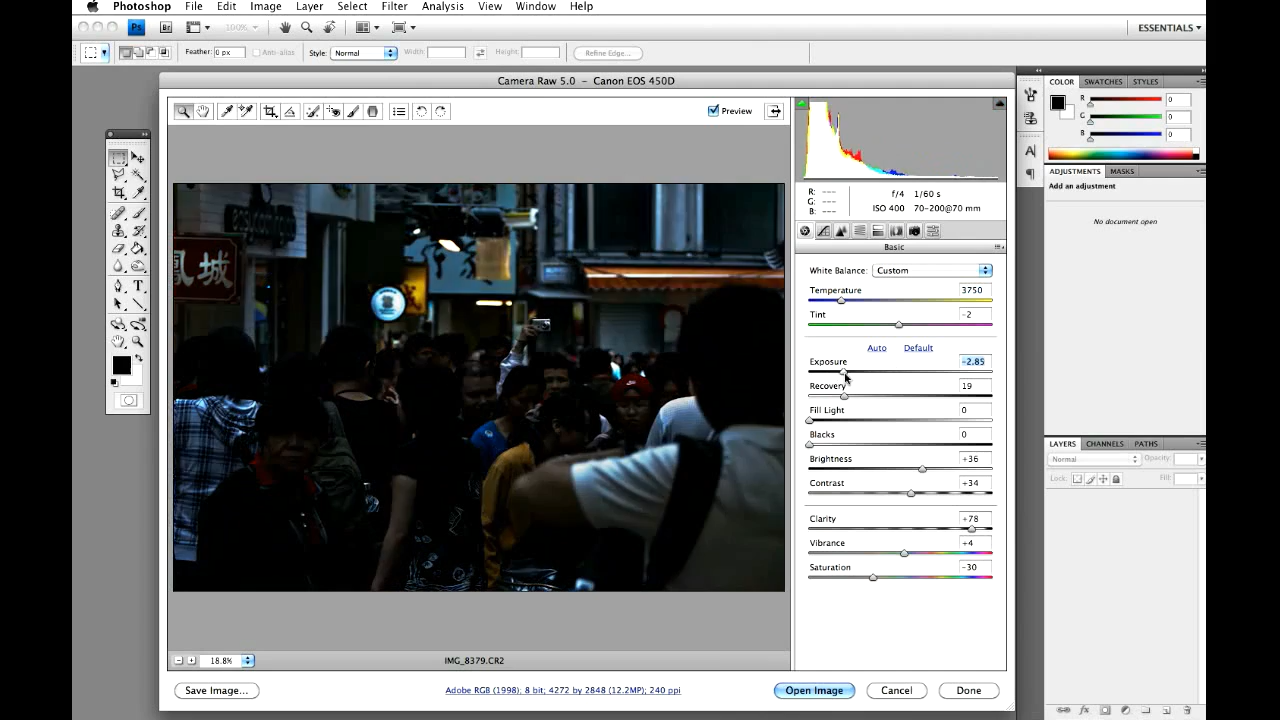 Photoshop File Edit Image Layer Select Filter Analysis View Window Help
Ps Br 100% ESSENTIALS
Feather: 0 px Anti-alias Style: Normal Width: Height: Refine Edge...
Camera Raw 5.0 – Canon EOS 450D
Preview
R: ---
G: ---
B: ---
f/4 1/60 s
ISO 400 70-200@70 mm
Basic
White Balance: Custom
Temperature 3750
Tint -2
Auto Default
Exposure -2.85
Recovery 19
Fill Light 0
Blacks 0
Brightness +36
Contrast +34
Clarity +78
Vibrance +4
Saturation -30
鳳城
18.8% IMG_8379.CR2
Save Image... Adobe RGB (1998); 8 bit; 4272 by 2848 (12.2MP); 240 ppi Open Image Cancel Done
COLOR SWATCHES STYLES
R 0
G 0
B 0
ADJUSTMENTS MASKS
Add an adjustment
No document open
LAYERS CHANNELS PATHS
Normal Opacity:
Lock: Fill: